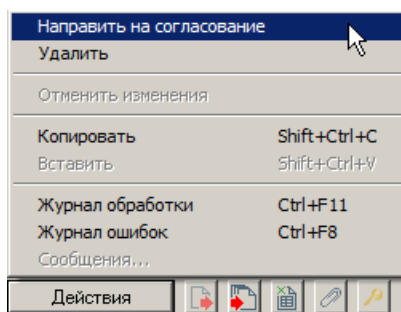 Направить на согласование
Удалить
Отменить изменения
Копировать Shift+Ctrl+C
Вставить Shift+Ctrl+V
Журнал обработки Ctrl+F11
Журнал ошибок Ctrl+F8
Сообщения...
Действия